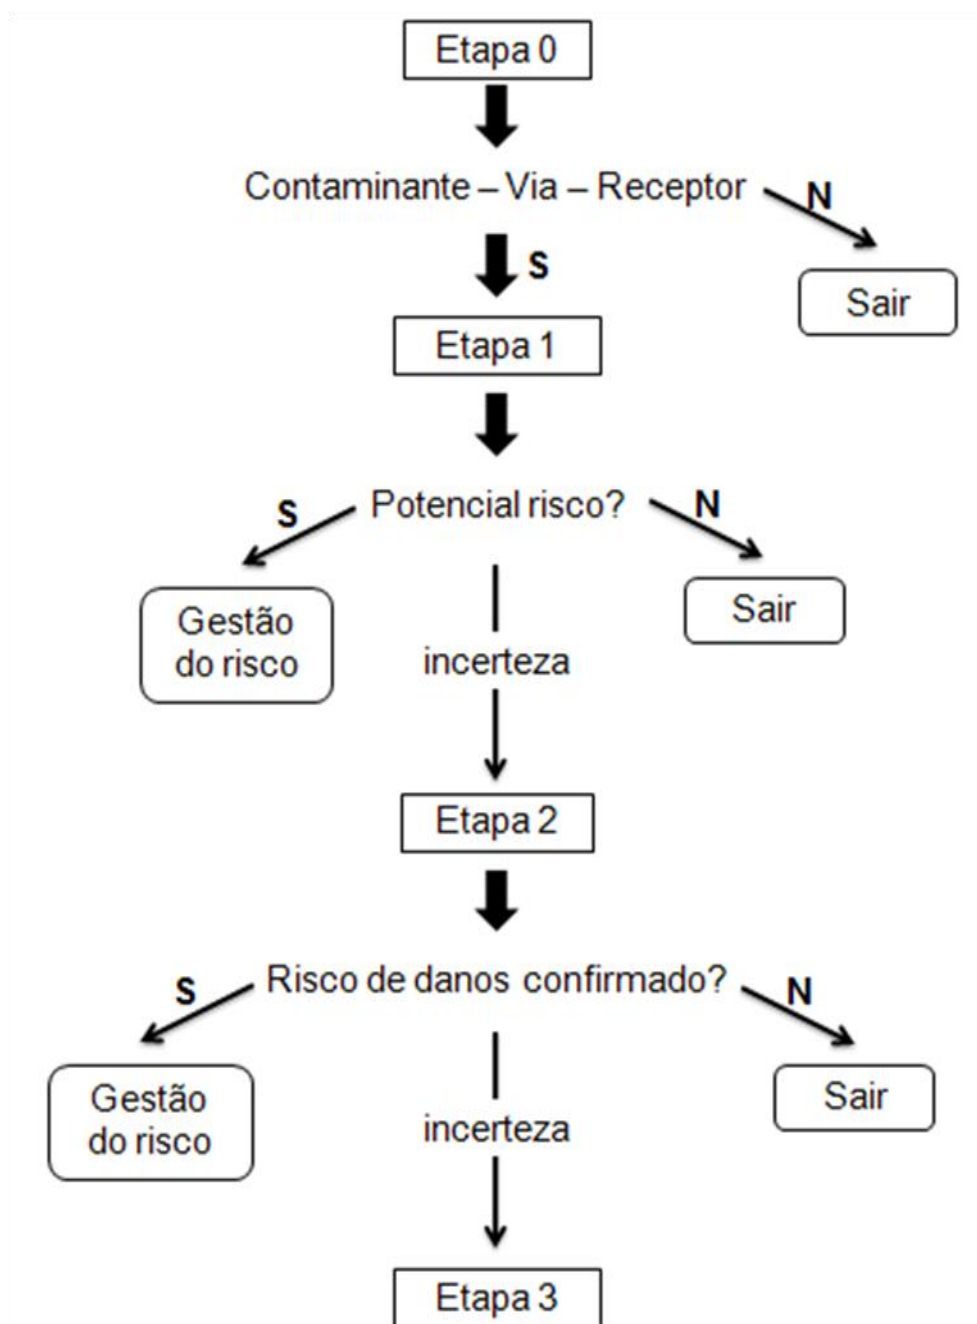 Etapa 0
Contaminante – Via – Receptor
N
S
Sair
Etapa 1
Potencial risco?
S
N
Gestão
do risco
Sair
incerteza
Etapa 2
Risco de danos confirmado?
S
N
Gestão
do risco
Sair
incerteza
Etapa 3